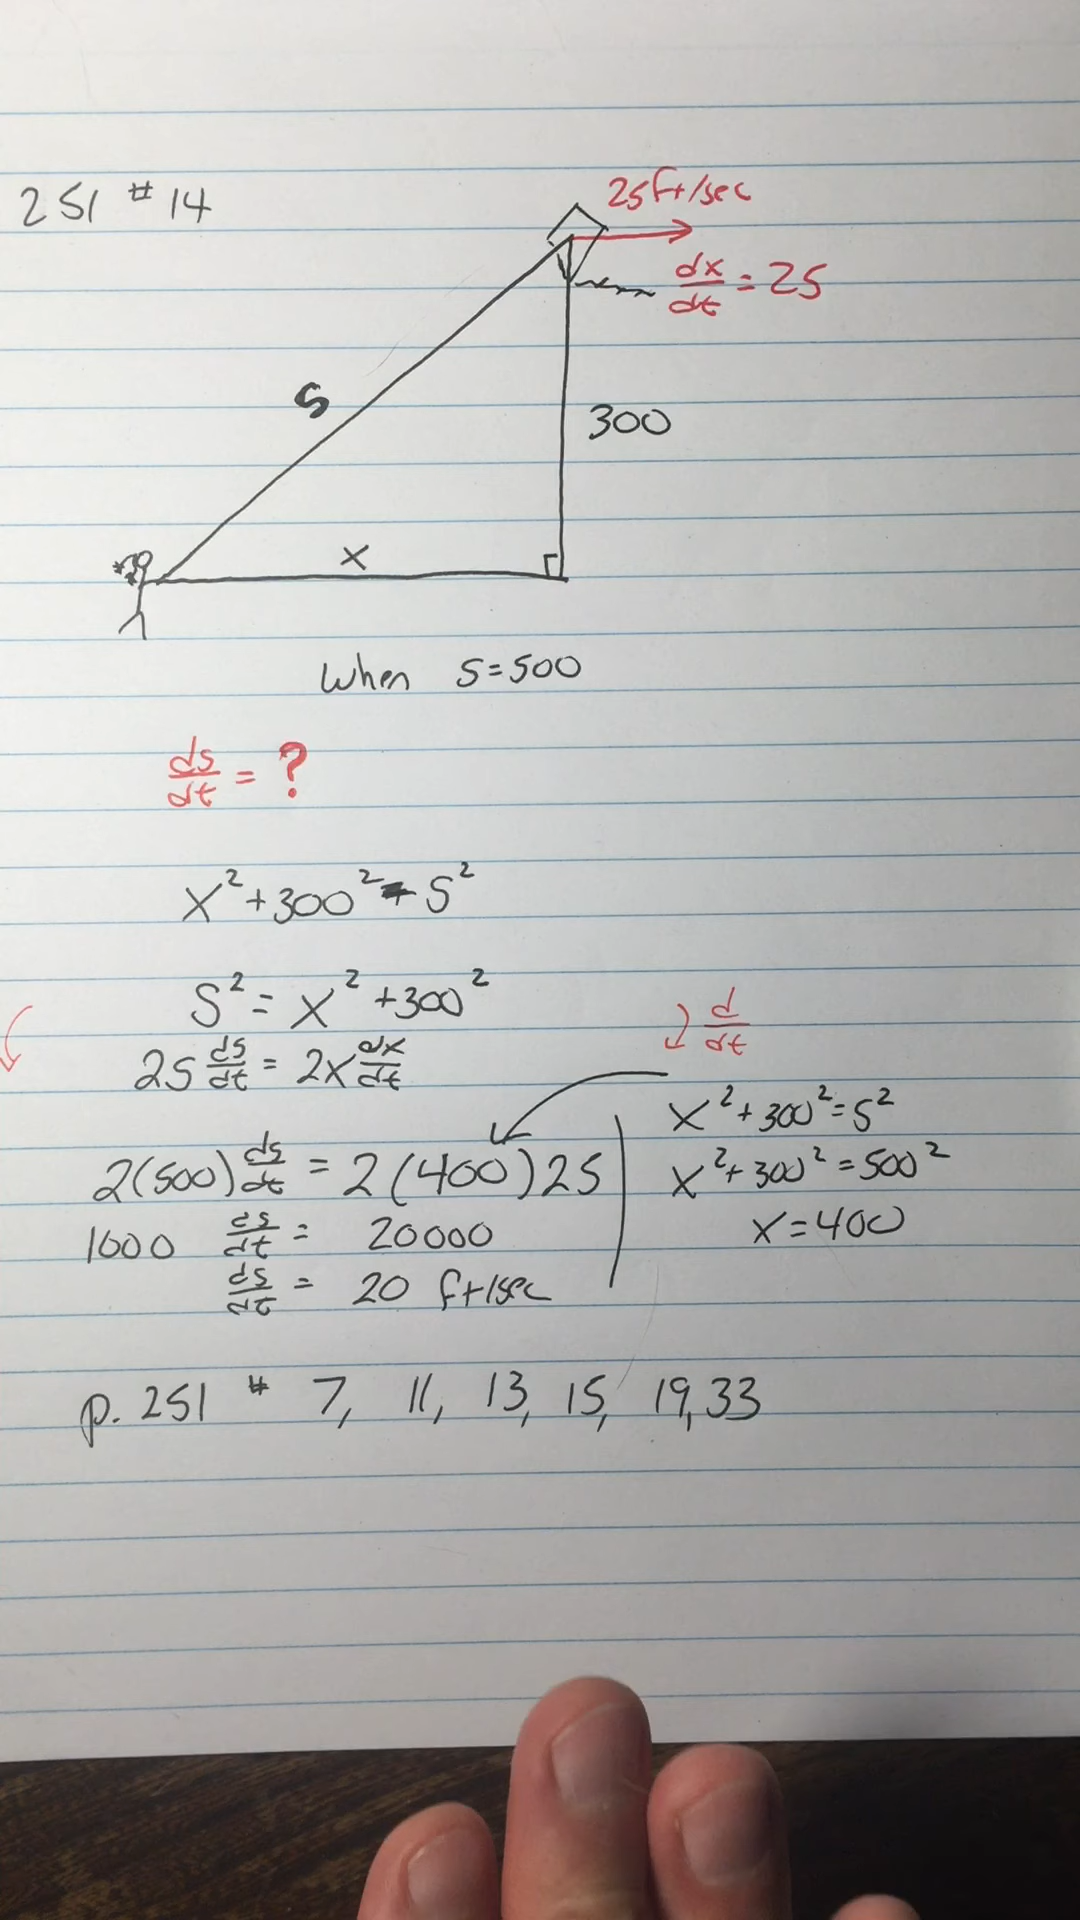 251 # 14
25ft/sec
dx/dt = 25
S
300
x
When S=500
ds/dt = ?
x²+300² = S²
S² = x² +300²
d/dt
2S ds/dt = 2x dx/dt
x²+300²=S²
2(500) ds/dt = 2(400)25
x²+300²=500²
x=400
1000 ds/dt = 20000
ds/dt = 20 ft/sec
p. 251 # 7, 11, 13, 15, 19, 33